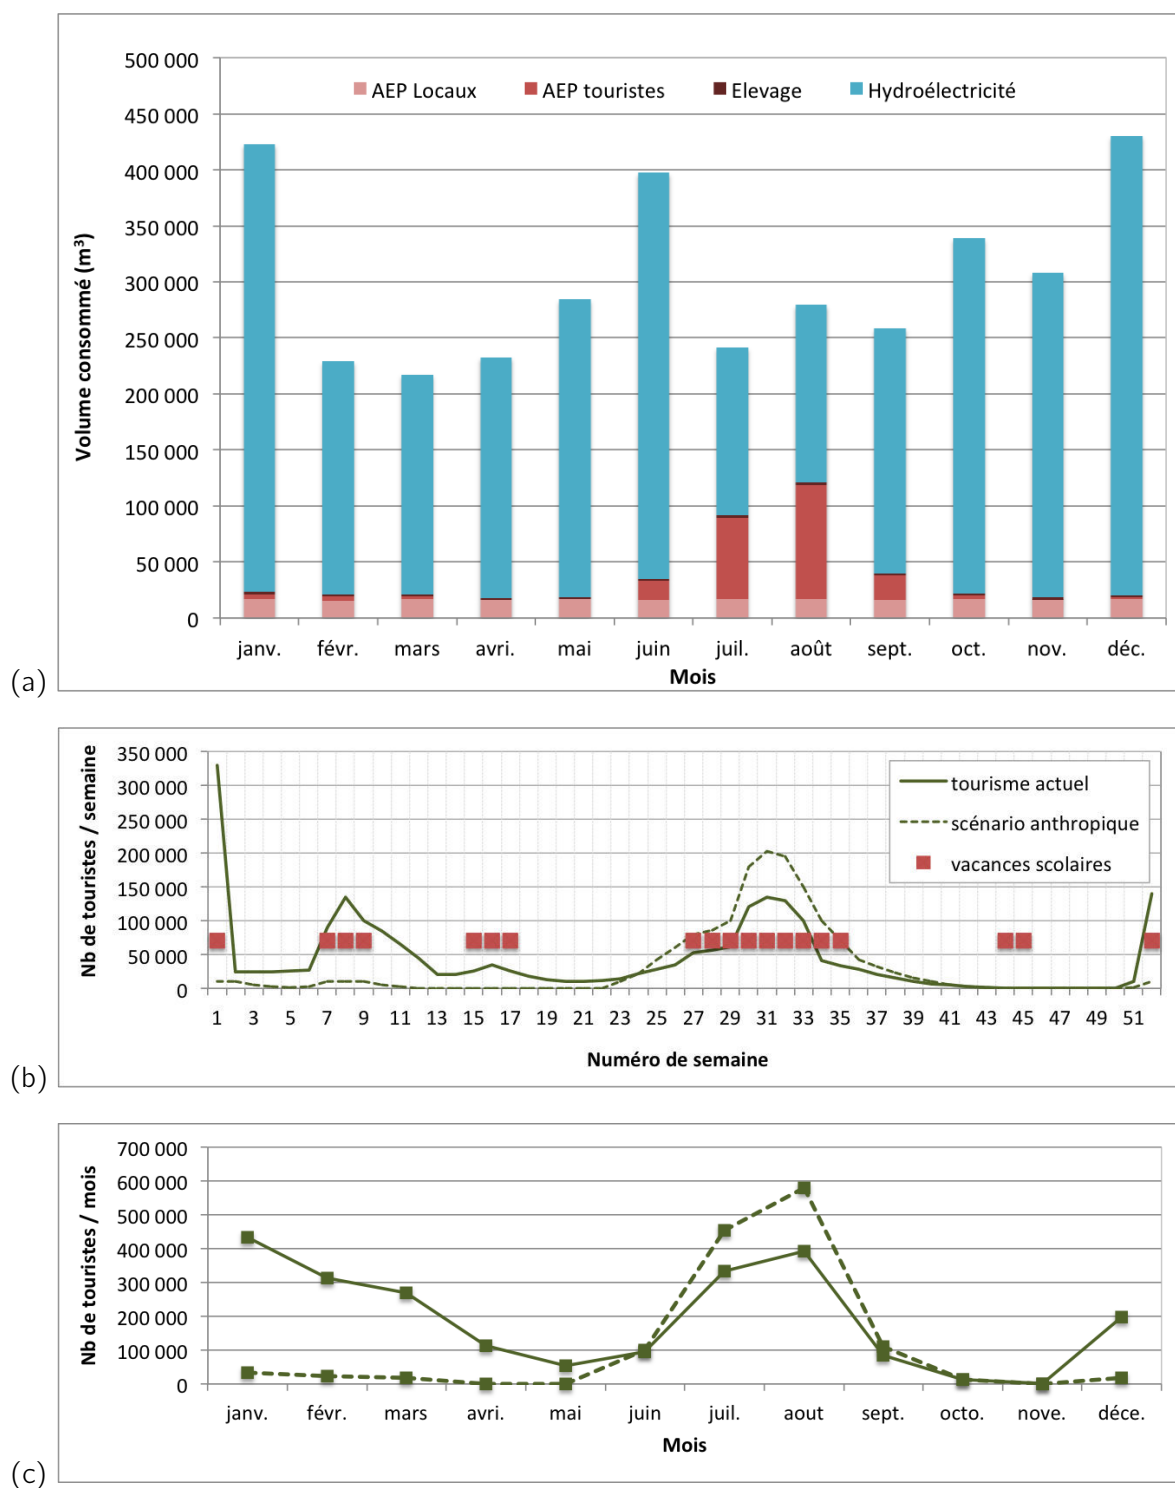 500 000
AEP Locaux AEP touristes Elevage Hydroélectricité
450 000
400 000
350 000
300 000
250 000
200 000
150 000
100 000
50 000
0
Volume consommé (m³)
janv. févr. mars avri. mai juin juil. août sept. oct. nov. déc.
Mois
(a)
350 000
300 000
250 000
200 000
150 000
100 000
50 000
0
Nb de touristes / semaine
tourisme actuel
scénario anthropique
vacances scolaires
1 3 5 7 9 11 13 15 17 19 21 23 25 27 29 31 33 35 37 39 41 43 45 47 49 51
Numéro de semaine
(b)
700 000
600 000
500 000
400 000
300 000
200 000
100 000
0
Nb de touristes / mois
janv. févr. mars avri. mai juin juil. aout sept. octo. nove. déce.
Mois
(c)